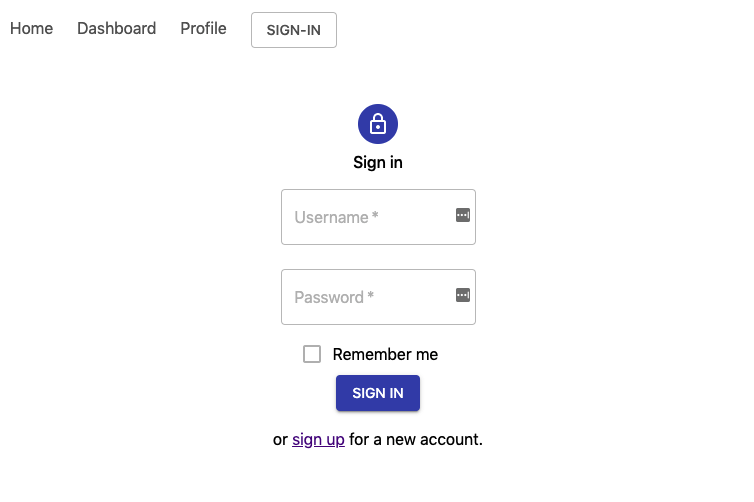 Home Dashboard Profile SIGN-IN
Sign in
Username *
Password *
Remember me
SIGN IN
or sign up for a new account.